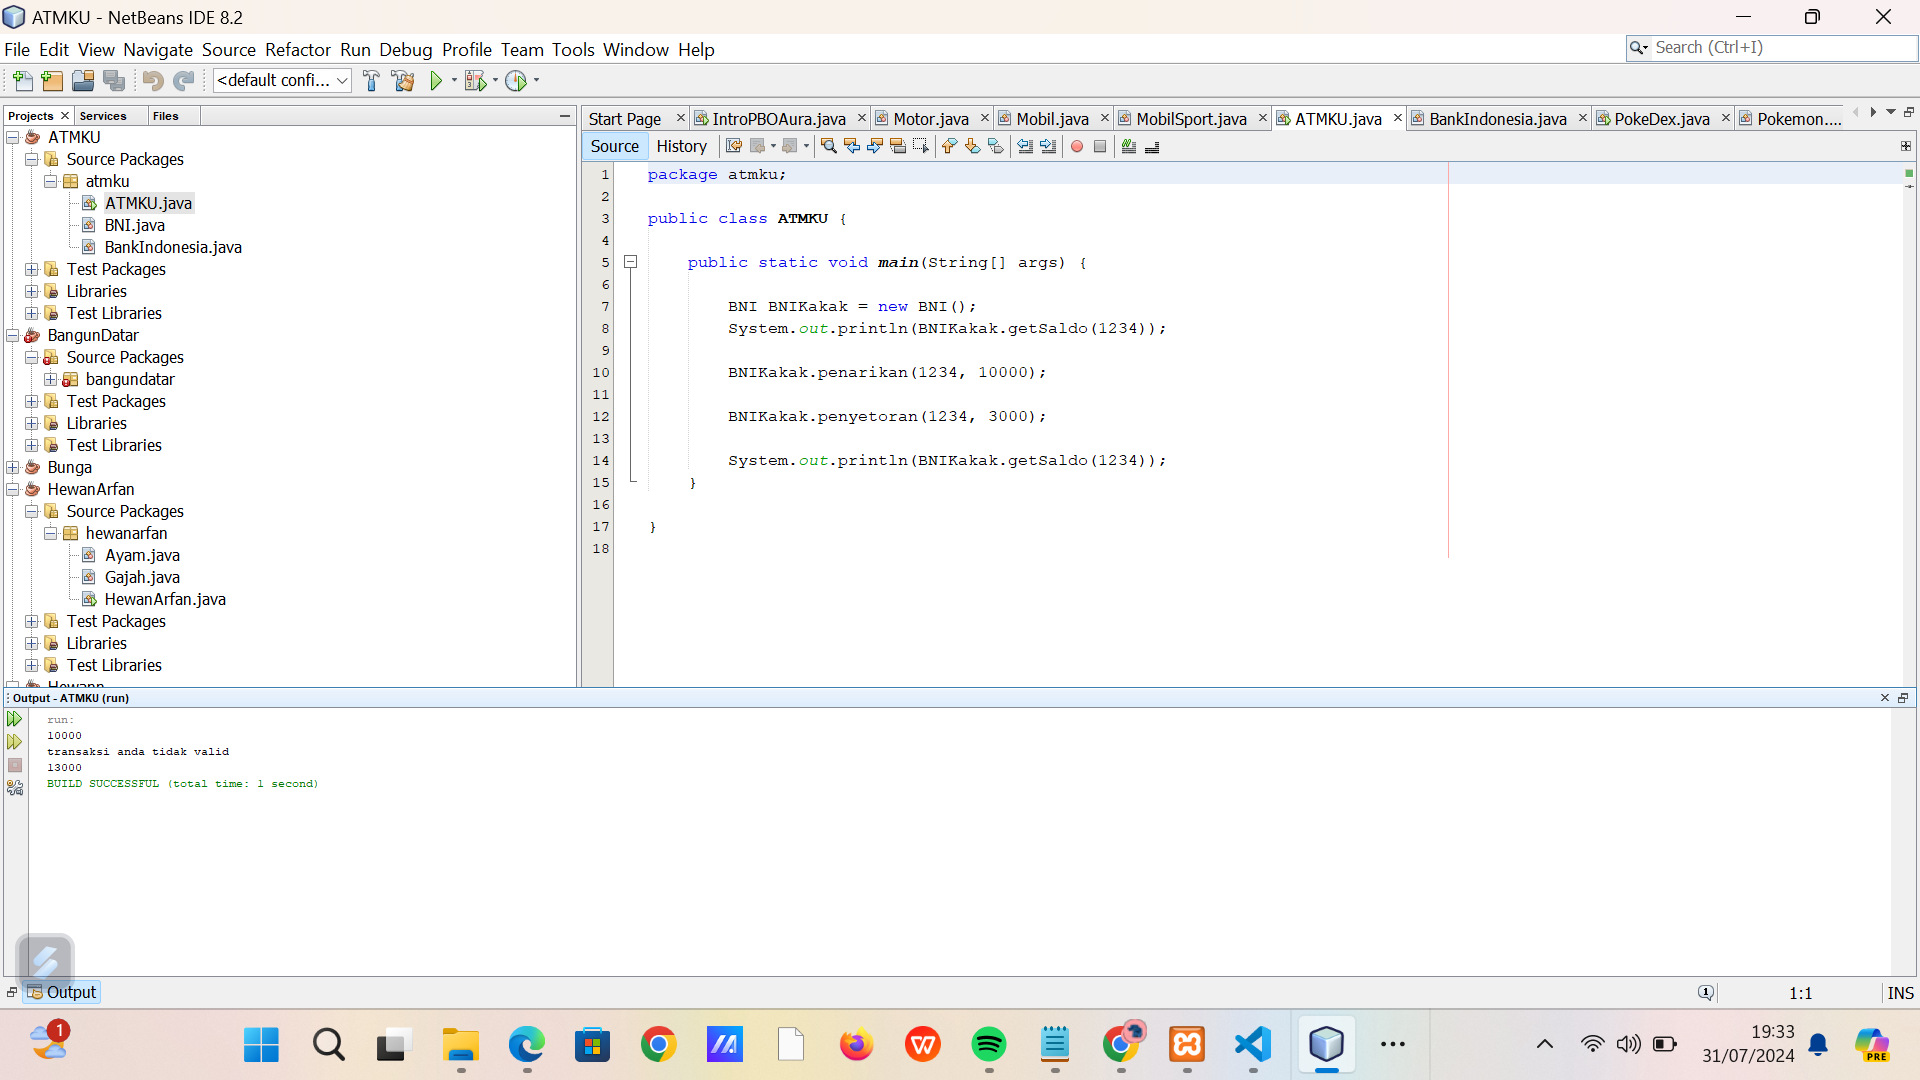 ATMKU - NetBeans IDE 8.2
File Edit View Navigate Source Refactor Run Debug Profile Team Tools Window Help
Search (Ctrl+I)
<default confi...
Projects Services Files
ATMKU
Source Packages
atmku
ATMKU.java
BNI.java
BankIndonesia.java
Test Packages
Libraries
Test Libraries
BangunDatar
Source Packages
bangundatar
Test Packages
Libraries
Test Libraries
Bunga
HewanArfan
Source Packages
hewanarfan
Ayam.java
Gajah.java
HewanArfan.java
Test Packages
Libraries
Test Libraries
Hewann
Start Page IntroPBOAura.java Motor.java Mobil.java MobilSport.java ATMKU.java BankIndonesia.java PokeDex.java Pokemon....
Source History
1 package atmku;
2
3 public class ATMKU {
4
5 public static void main(String[] args) {
6
7 BNI BNIKakak = new BNI();
8 System.out.println(BNIKakak.getSaldo(1234));
9
10 BNIKakak.penarikan(1234, 10000);
11
12 BNIKakak.penyetoran(1234, 3000);
13
14 System.out.println(BNIKakak.getSaldo(1234));
15 }
16
17 }
18
Output - ATMKU (run)
run:
10000
transaksi anda tidak valid
13000
BUILD SUCCESSFUL (total time: 1 second)
Output
1:1 INS
1
19:33
31/07/2024
PRE